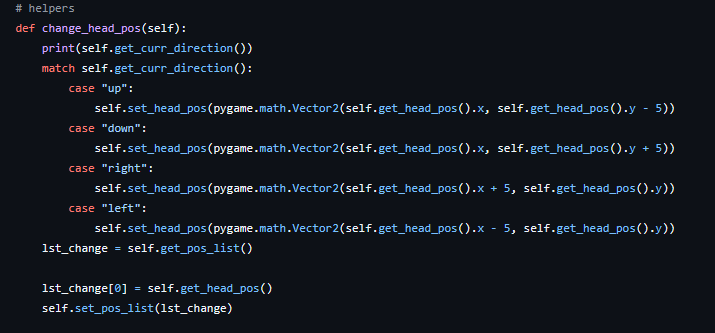 # helpers
def change_head_pos(self):
    print(self.get_curr_direction())
    match self.get_curr_direction():
        case "up":
            self.set_head_pos(pygame.math.Vector2(self.get_head_pos().x, self.get_head_pos().y - 5))
        case "down":
            self.set_head_pos(pygame.math.Vector2(self.get_head_pos().x, self.get_head_pos().y + 5))
        case "right":
            self.set_head_pos(pygame.math.Vector2(self.get_head_pos().x + 5, self.get_head_pos().y))
        case "left":
            self.set_head_pos(pygame.math.Vector2(self.get_head_pos().x - 5, self.get_head_pos().y))
    lst_change = self.get_pos_list()

    lst_change[0] = self.get_head_pos()
    self.set_pos_list(lst_change)